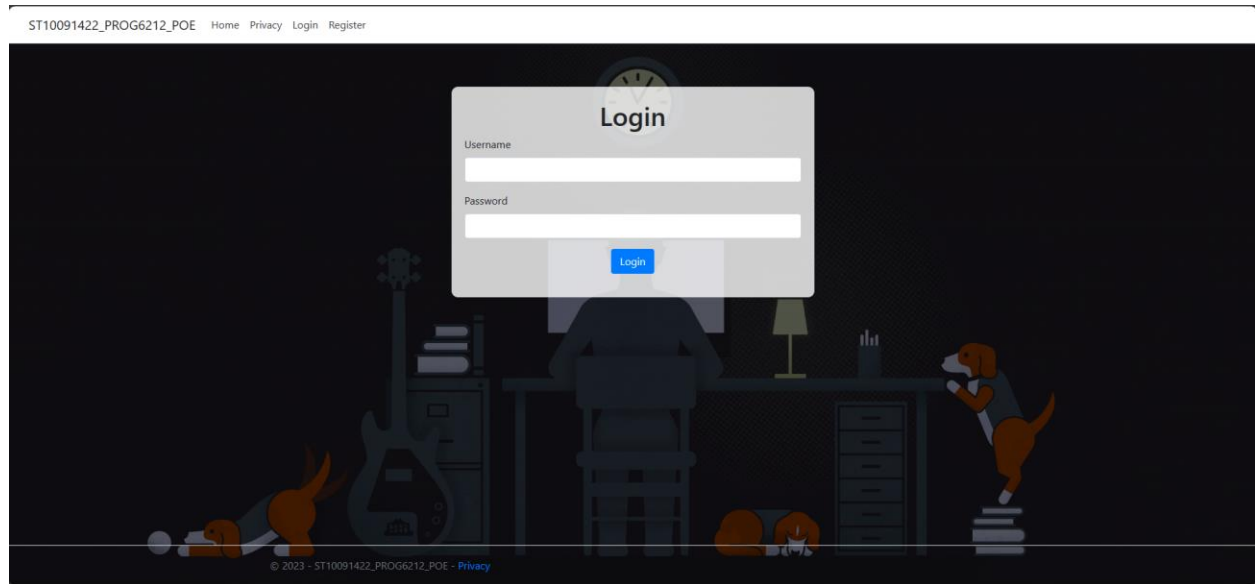 ST10091422_PROG6212_POE Home Privacy Login Register
Login
Username
Password
Login
© 2023 - ST10091422_PROG6212_POE - Privacy